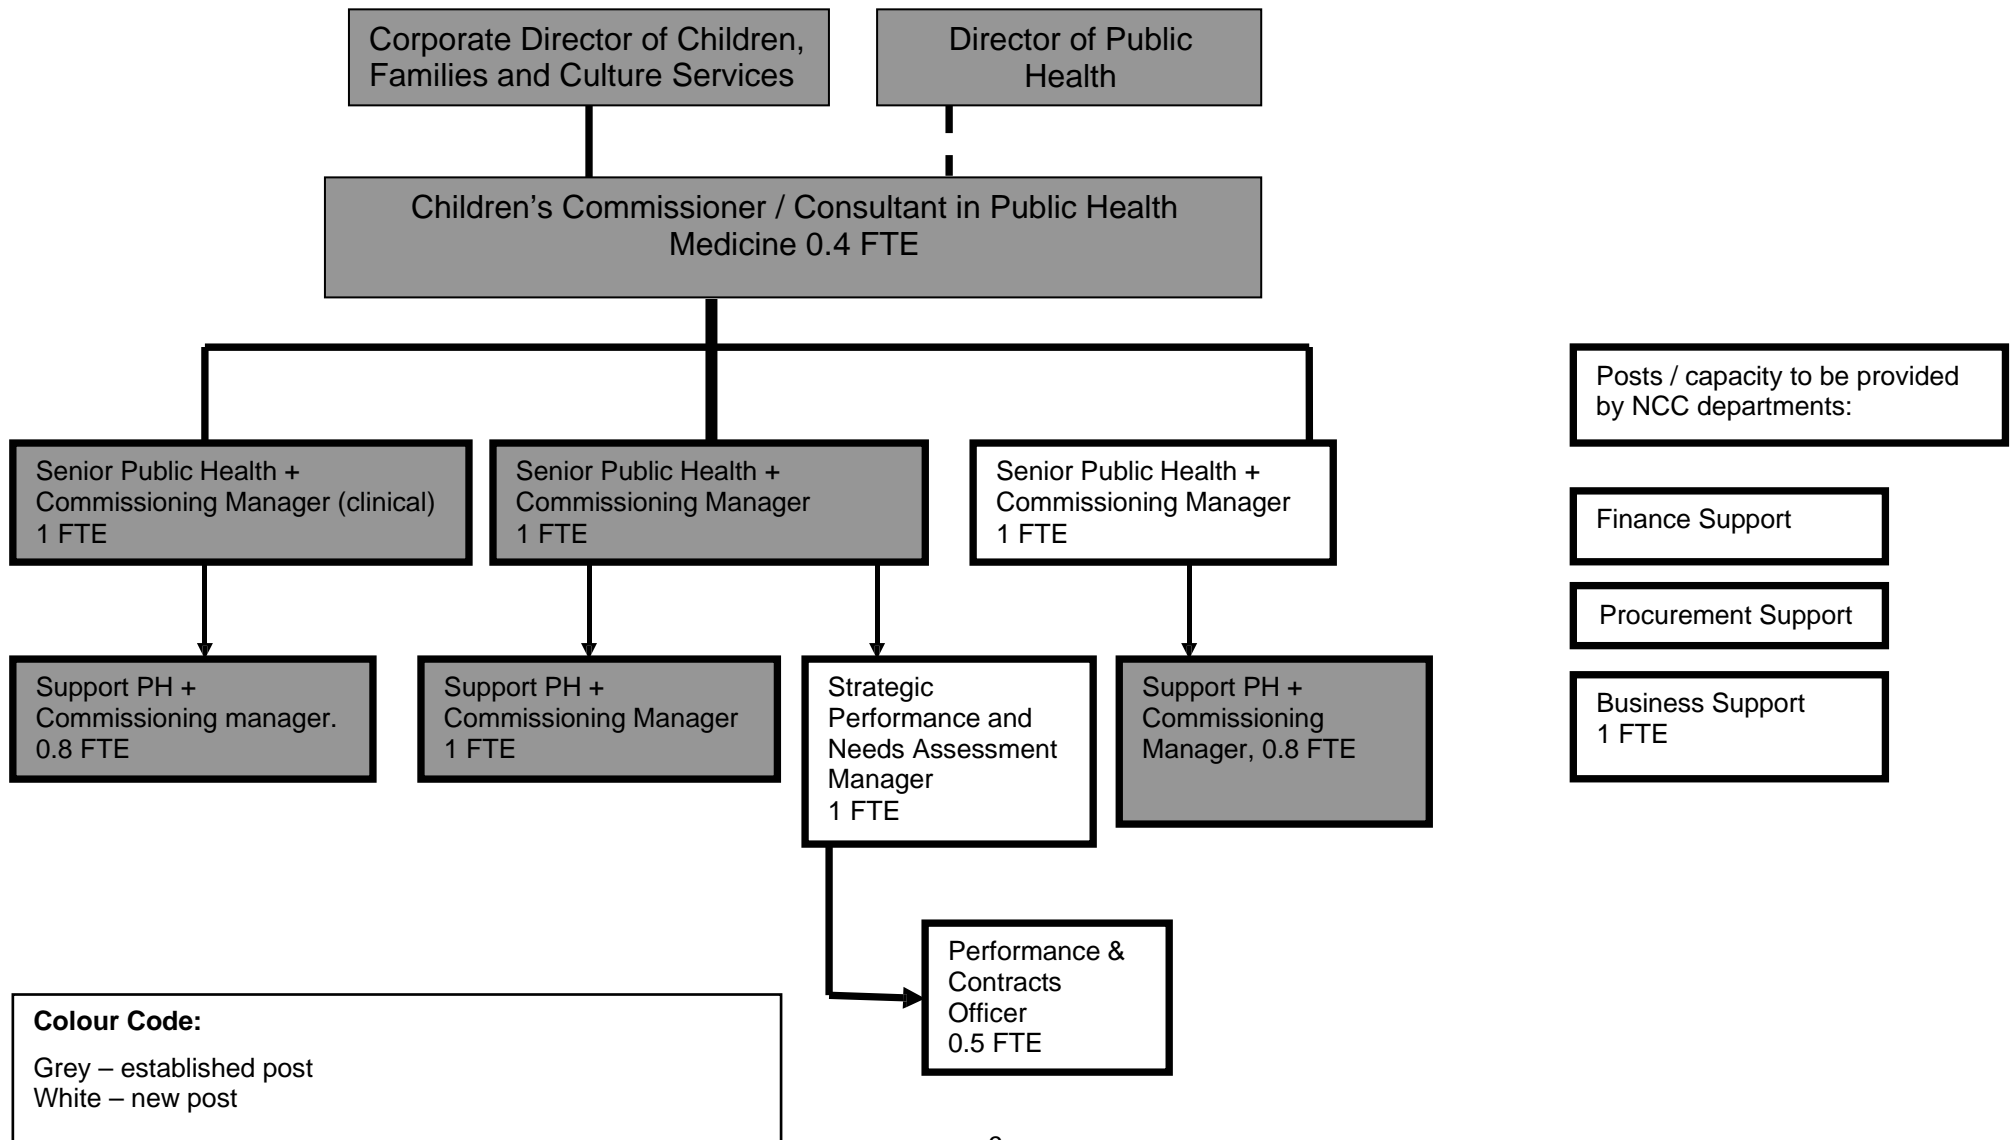 Corporate Director of Children,
Families and Culture Services
Director of Public
Health
Children’s Commissioner / Consultant in Public Health
Medicine 0.4 FTE
Senior Public Health +
Commissioning Manager (clinical)
1 FTE
Senior Public Health +
Commissioning Manager
1 FTE
Senior Public Health +
Commissioning Manager
1 FTE
Posts / capacity to be provided
by NCC departments:
Finance Support
Procurement Support
Business Support
1 FTE
Support PH +
Commissioning manager.
0.8 FTE
Support PH +
Commissioning Manager
1 FTE
Strategic
Performance and
Needs Assessment
Manager
1 FTE
Support PH +
Commissioning
Manager, 0.8 FTE
Performance &
Contracts
Officer
0.5 FTE
Colour Code:
Grey – established post
White – new post